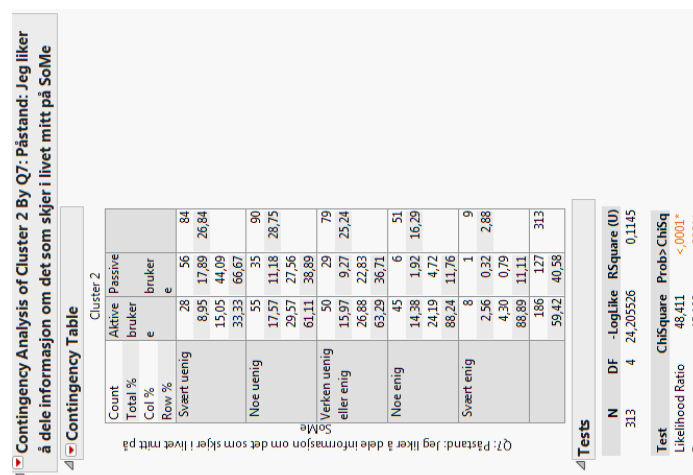 Contingency Analysis of Cluster 2 By Q7: Påstand: Jeg liker
å dele informasjon om det som skjer i livet mitt på SoMe
Contingency Table
Cluster 2
Q7: Påstand: Jeg liker å dele informasjon om det som skjer i livet mitt på
SoMe
Count Aktive Passive
Total % bruker
Col % e bruker
Row % e
Svært uenig 28 56 84
8,95 17,89 26,84
15,05 44,09
33,33 66,67
Noe uenig 55 35 90
17,57 11,18 28,75
29,57 27,56
61,11 38,89
Verken uenig 50 29 79
eller enig 15,97 9,27 25,24
26,88 22,83
63,29 36,71
Noe enig 45 6 51
14,38 1,92 16,29
24,19 4,72
88,24 11,76
Svært enig 8 1 9
2,56 0,32 2,88
4,30 0,79
88,89 11,11
186 127 313
59,42 40,58
Tests
N DF -LogLike RSquare (U)
313 4 24,205526 0,1145
Test ChiSquare Prob>ChiSq
Likelihood Ratio 48,411 <,0001*